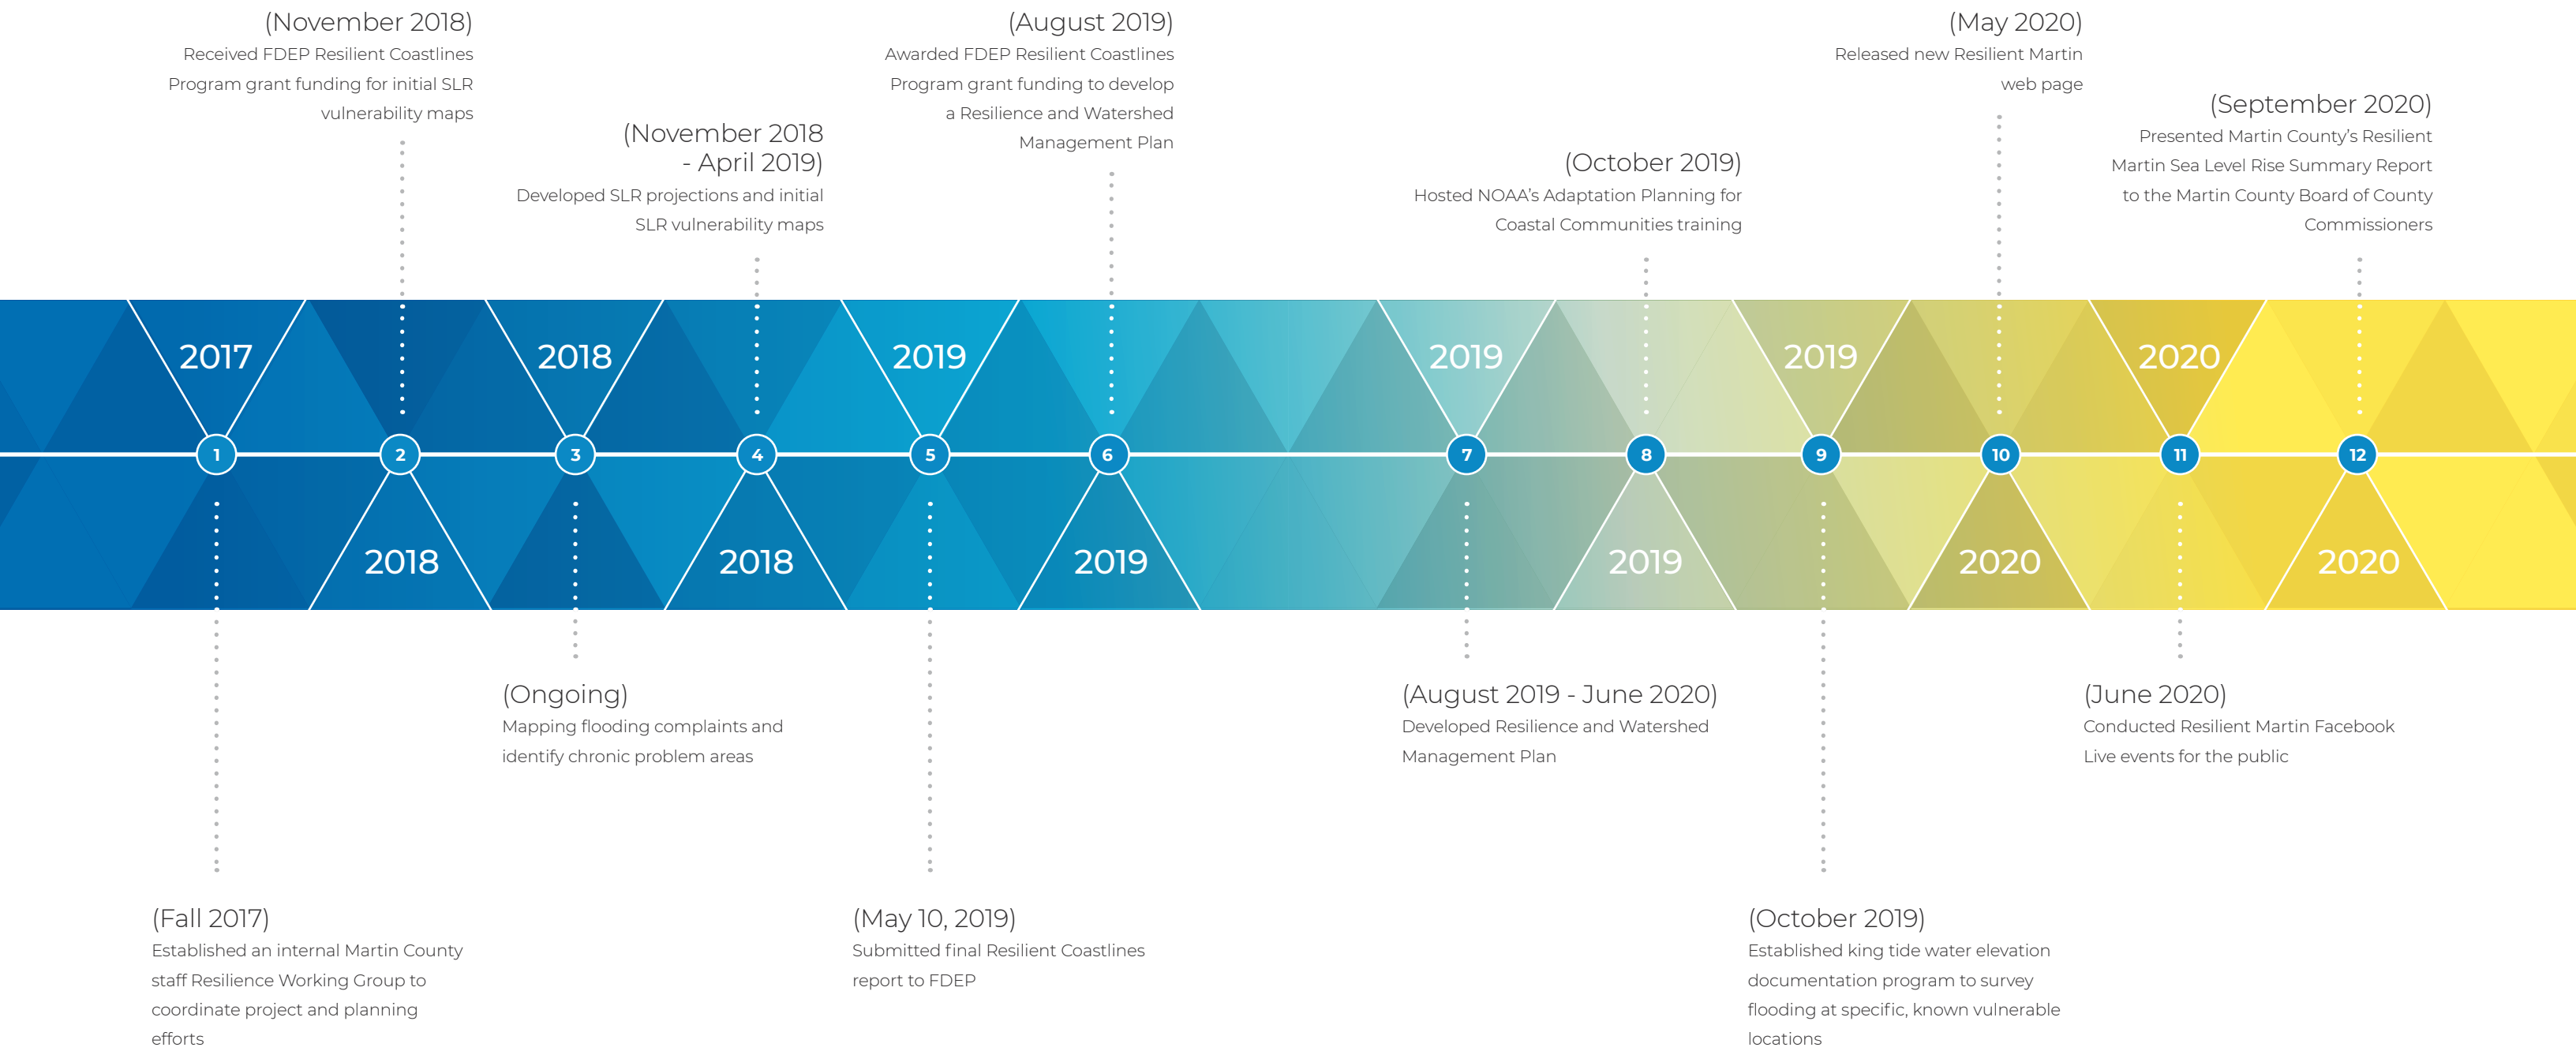 (November 2018)
Received FDEP Resilient Coastlines
Program grant funding for initial SLR
vulnerability maps
(November 2018
- April 2019)
Developed SLR projections and initial
SLR vulnerability maps
(August 2019)
Awarded FDEP Resilient Coastlines
Program grant funding to develop
a Resilience and Watershed
Management Plan
(October 2019)
Hosted NOAA’s Adaptation Planning for
Coastal Communities training
(May 2020)
Released new Resilient Martin
web page
(September 2020)
Presented Martin County’s Resilient
Martin Sea Level Rise Summary Report
to the Martin County Board of County
Commissioners
2017
2018
2019
2019
2019
2020
1
2
3
4
5
6
7
8
9
10
11
12
2018
2018
2019
2019
2020
2020
(Fall 2017)
Established an internal Martin County
staff Resilience Working Group to
coordinate project and planning
efforts
(Ongoing)
Mapping flooding complaints and
identify chronic problem areas
(May 10, 2019)
Submitted final Resilient Coastlines
report to FDEP
(August 2019 - June 2020)
Developed Resilience and Watershed
Management Plan
(October 2019)
Established king tide water elevation
documentation program to survey
flooding at specific, known vulnerable
locations
(June 2020)
Conducted Resilient Martin Facebook
Live events for the public